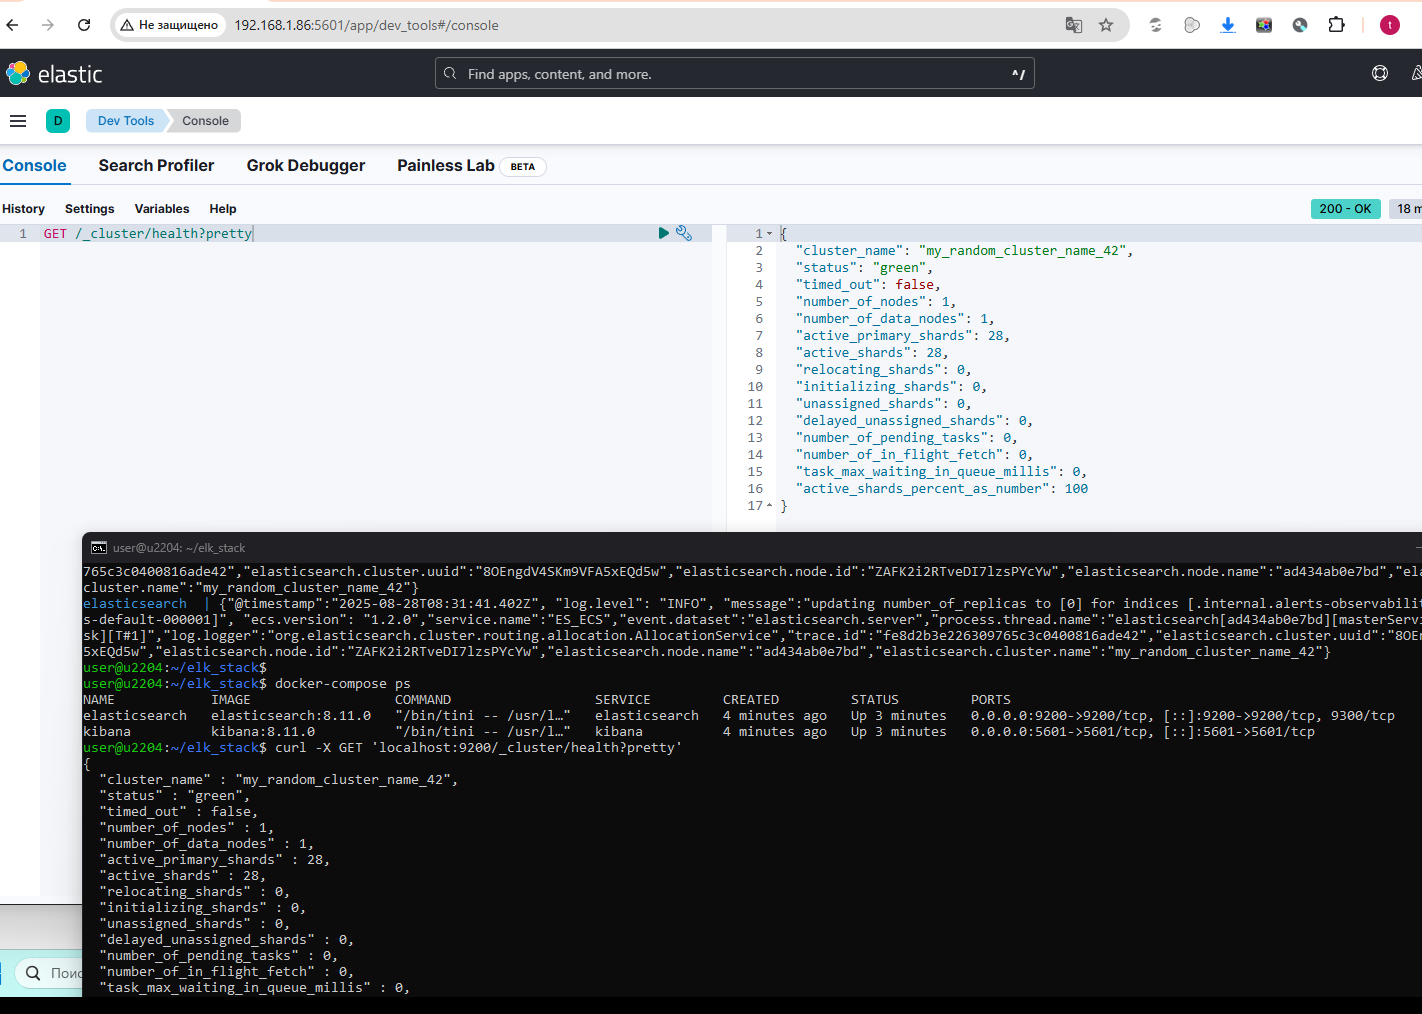 Не защищено 192.168.1.86:5601/app/dev_tools#/console t
elastic Find apps, content, and more. ^/
D Dev Tools Console
Console Search Profiler Grok Debugger Painless Lab BETA
History Settings Variables Help 200 - OK 18 m
1 GET /_cluster/health?pretty
1 {
2 "cluster_name": "my_random_cluster_name_42",
3 "status": "green",
4 "timed_out": false,
5 "number_of_nodes": 1,
6 "number_of_data_nodes": 1,
7 "active_primary_shards": 28,
8 "active_shards": 28,
9 "relocating_shards": 0,
10 "initializing_shards": 0,
11 "unassigned_shards": 0,
12 "delayed_unassigned_shards": 0,
13 "number_of_pending_tasks": 0,
14 "number_of_in_flight_fetch": 0,
15 "task_max_waiting_in_queue_millis": 0,
16 "active_shards_percent_as_number": 100
17 }
user@u2204: ~/elk_stack
765c3c0400816ade42","elasticsearch.cluster.uuid":"8OEngdV4SKm9VFA5xEQd5w","elasticsearch.node.id":"ZAFK2i2RTveDI7lzsPYcYw","elasticsearch.node.name":"ad434ab0e7bd","ela
cluster.name":"my_random_cluster_name_42"}
elasticsearch | {"@timestamp":"2025-08-28T08:31:41.402Z", "log.level": "INFO", "message":"updating number_of_replicas to [0] for indices [.internal.alerts-observabilit
s-default-000001]", "ecs.version": "1.2.0","service.name":"ES_ECS","event.dataset":"elasticsearch.server","process.thread.name":"elasticsearch[ad434ab0e7bd][masterServi
sk][T#1]","log.logger":"org.elasticsearch.cluster.routing.allocation.AllocationService","trace.id":"fe8d2b3e226309765c3c0400816ade42","elasticsearch.cluster.uuid":"8OEn
5xEQd5w","elasticsearch.node.id":"ZAFK2i2RTveDI7lzsPYcYw","elasticsearch.node.name":"ad434ab0e7bd","elasticsearch.cluster.name":"my_random_cluster_name_42"}
user@u2204:~/elk_stack$
user@u2204:~/elk_stack$ docker-compose ps
NAME IMAGE COMMAND SERVICE CREATED STATUS PORTS
elasticsearch elasticsearch:8.11.0 "/bin/tini -- /usr/l…" elasticsearch 4 minutes ago Up 3 minutes 0.0.0.0:9200->9200/tcp, [::]:9200->9200/tcp, 9300/tcp
kibana kibana:8.11.0 "/bin/tini -- /usr/l…" kibana 4 minutes ago Up 3 minutes 0.0.0.0:5601->5601/tcp, [::]:5601->5601/tcp
user@u2204:~/elk_stack$ curl -X GET 'localhost:9200/_cluster/health?pretty'
{
"cluster_name" : "my_random_cluster_name_42",
"status" : "green",
"timed_out" : false,
"number_of_nodes" : 1,
"number_of_data_nodes" : 1,
"active_primary_shards" : 28,
"active_shards" : 28,
"relocating_shards" : 0,
"initializing_shards" : 0,
"unassigned_shards" : 0,
"delayed_unassigned_shards" : 0,
"number_of_pending_tasks" : 0,
"number_of_in_flight_fetch" : 0,
"task_max_waiting_in_queue_millis" : 0,
Поис